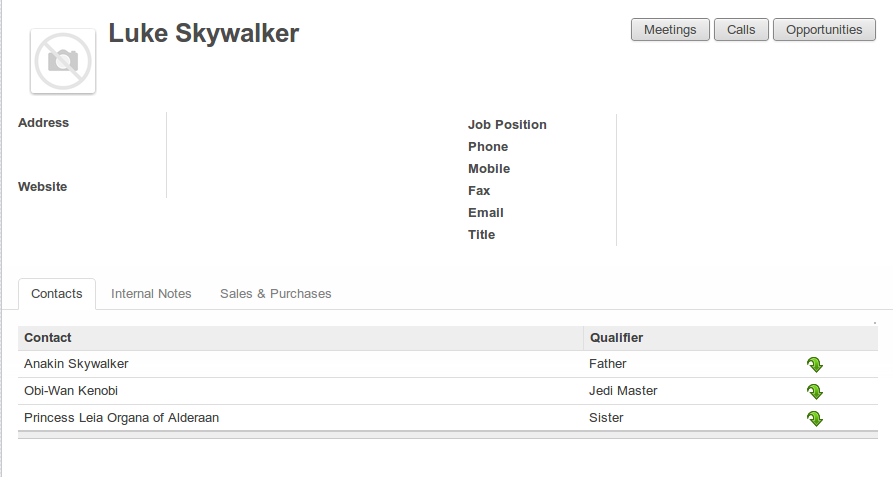 Luke Skywalker
Meetings Calls Opportunities
Address
Website
Job Position
Phone
Mobile
Fax
Email
Title
Contacts Internal Notes Sales & Purchases
Contact Qualifier
Anakin Skywalker Father
Obi-Wan Kenobi Jedi Master
Princess Leia Organa of Alderaan Sister